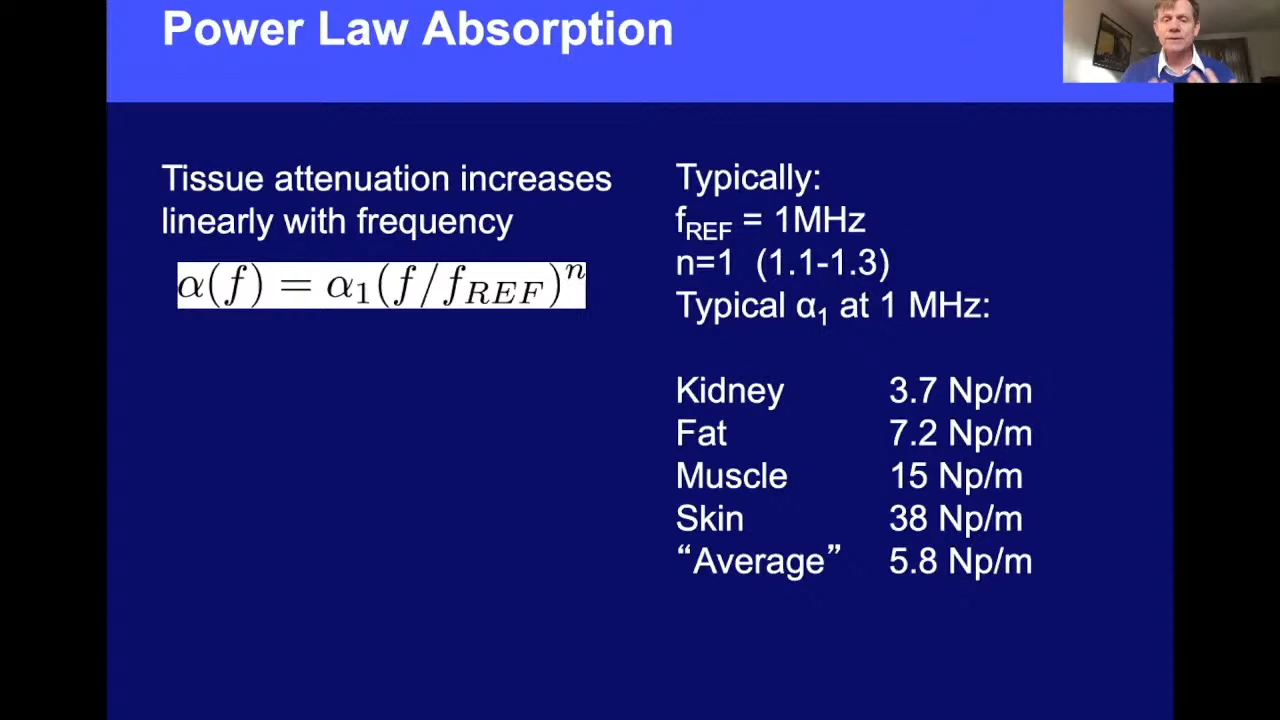 Power Law Absorption
Tissue attenuation increases
linearly with frequency
α(f) = α₁(f/f_REF)ⁿ
Typically:
f_REF = 1MHz
n=1 (1.1-1.3)
Typical α₁ at 1 MHz:
Kidney 3.7 Np/m
Fat 7.2 Np/m
Muscle 15 Np/m
Skin 38 Np/m
“Average” 5.8 Np/m